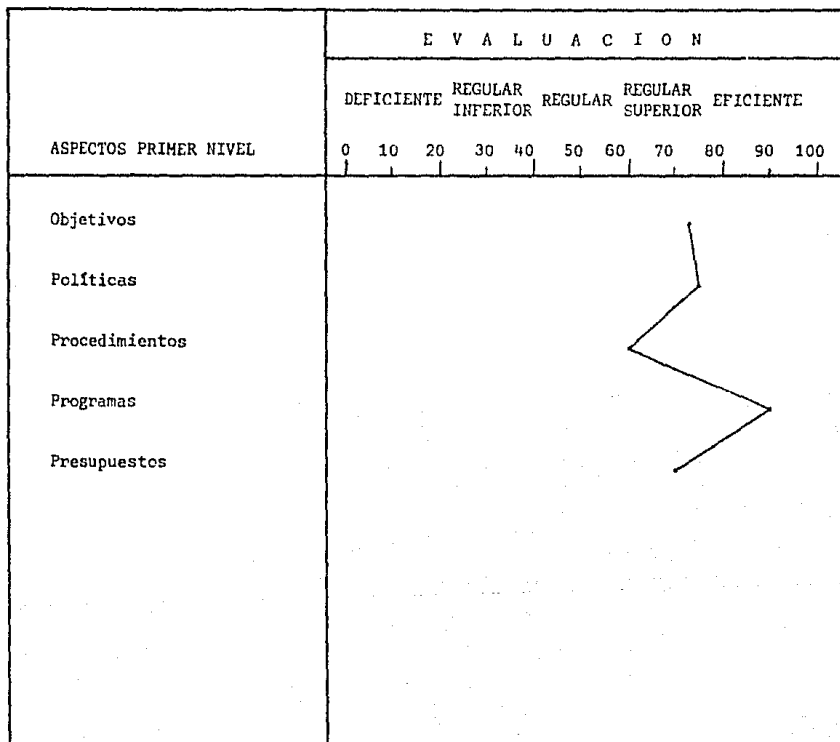 E V A L U A C I O N
DEFICIENTE REGULAR INFERIOR REGULAR REGULAR SUPERIOR EFICIENTE
ASPECTOS PRIMER NIVEL
0 10 20 30 40 50 60 70 80 90 100
Objetivos
Políticas
Procedimientos
Programas
Presupuestos